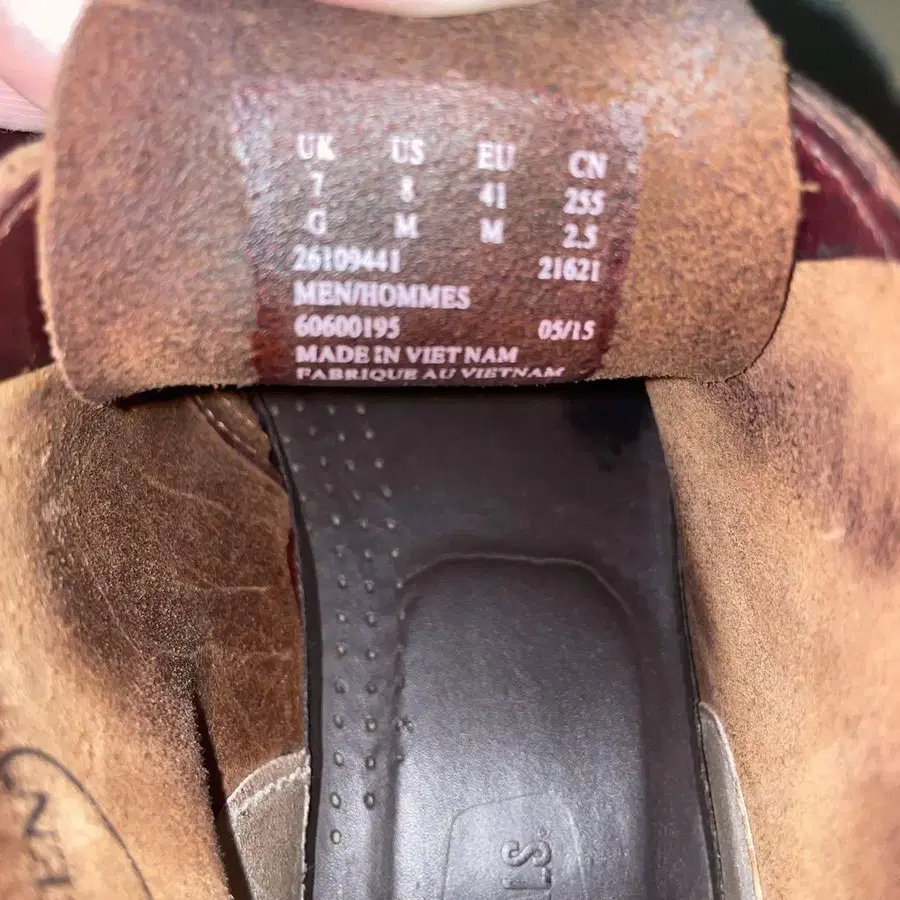 UK US EU CN
7 8 41 255
G M M 2.5
26109441 21621
MEN/HOMMES
60600195 05/15
MADE IN VIET NAM
FABRIQUE AU VIETNAM